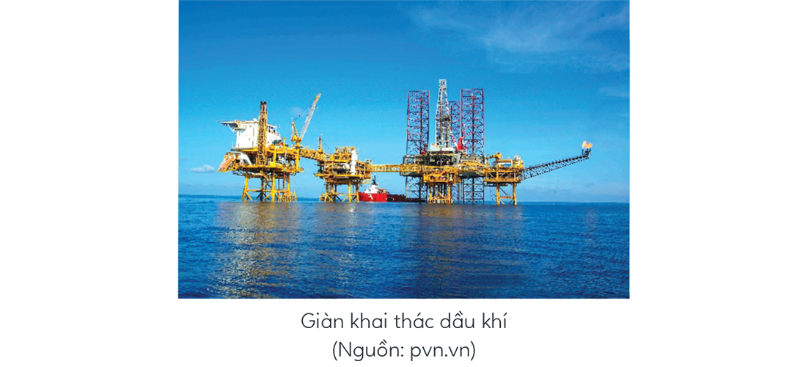 Giàn khai thác dầu khí
(Nguồn: pvn.vn)